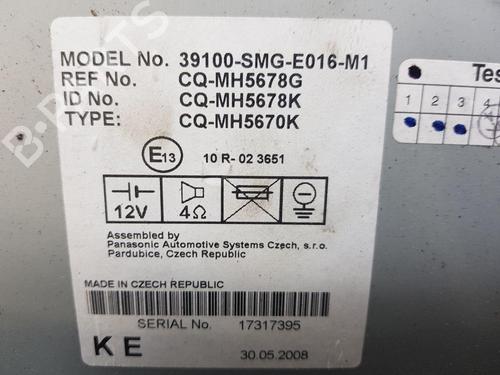 MODEL No. 39100-SMG-E016-M1
REF No. CQ-MH5678G
ID No. CQ-MH5678K
TYPE: CQ-MH5670K
E13 10 R- 02 3651
12V 4Ω
Assembled by
Panasonic Automotive Systems Czech, s.r.o.
Pardubice, Czech Republic
MADE IN CZECH REPUBLIC
SERIAL No. 17317395
KE 30.05.2008
Tes
1 2 3 4